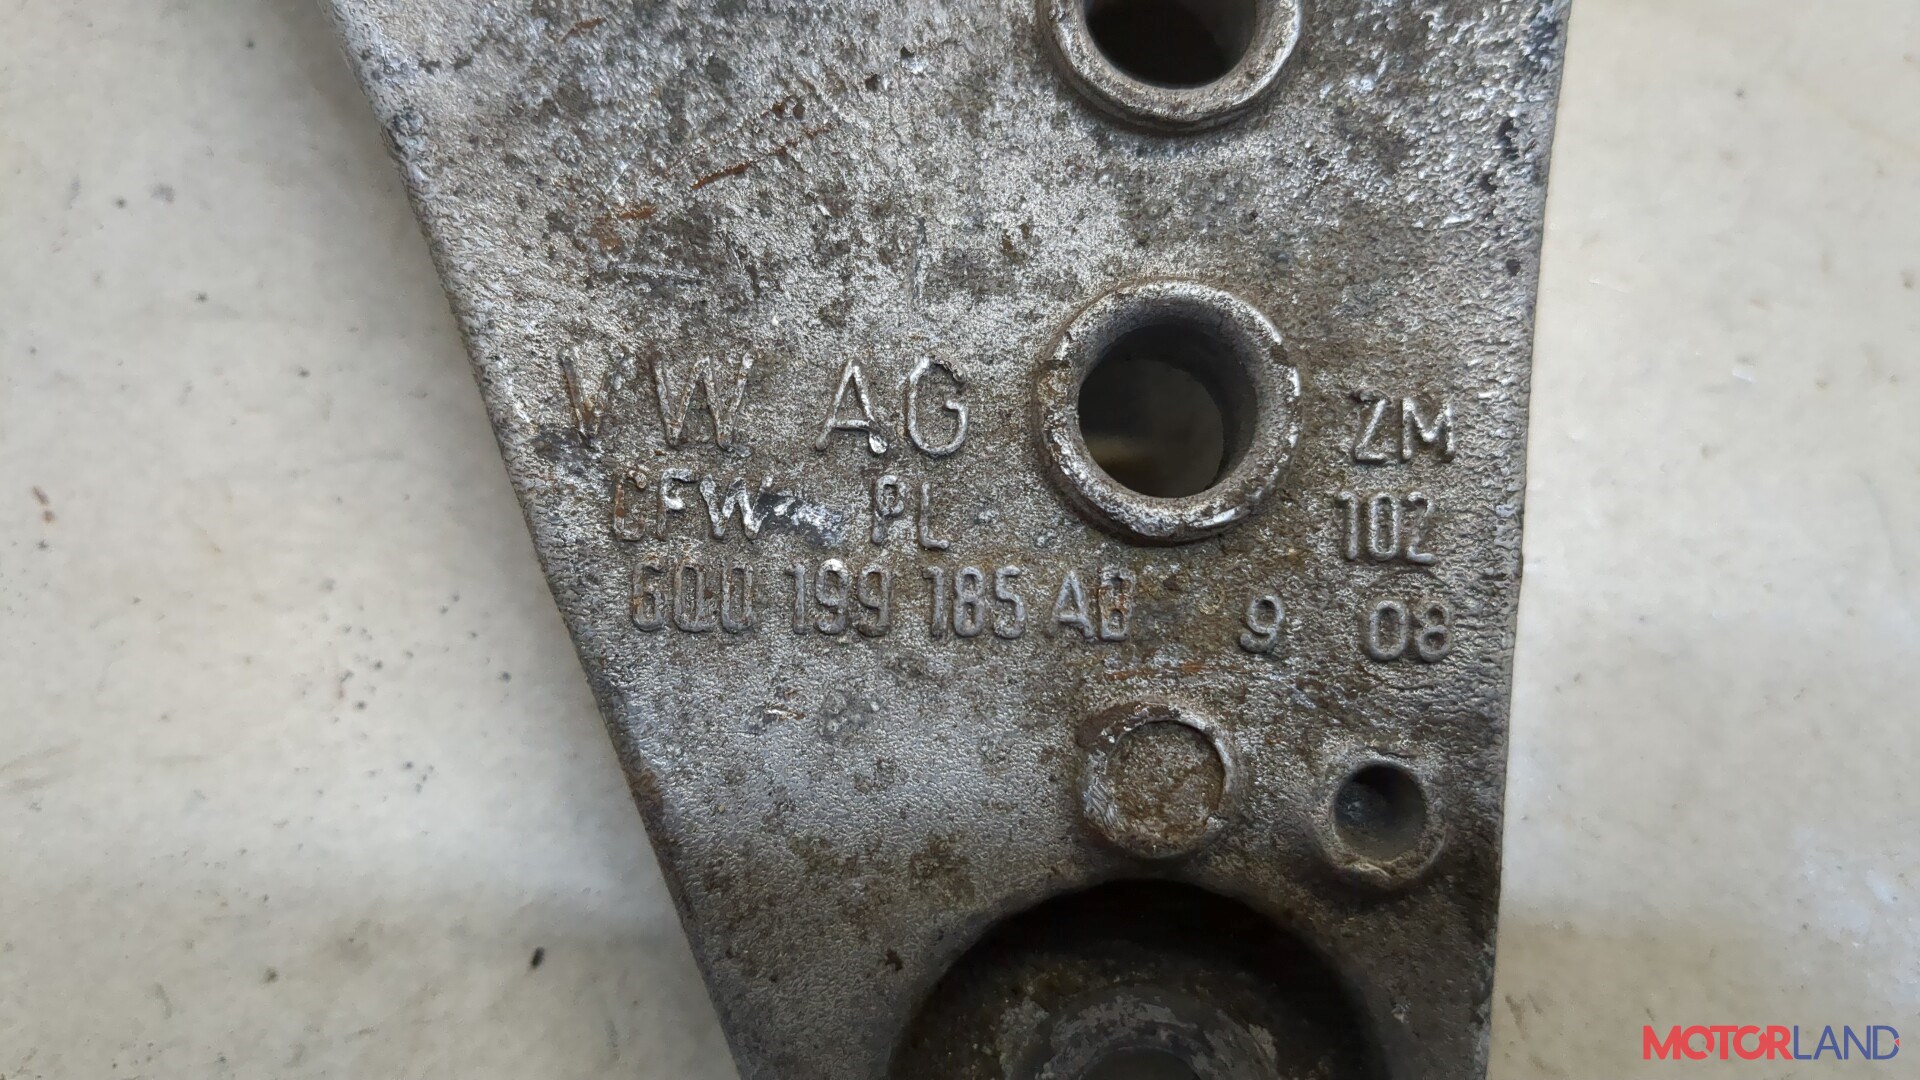 VW AG
CFW PL
6Q0 199 185 AB 9 08
ZM
102
MOTORLAND